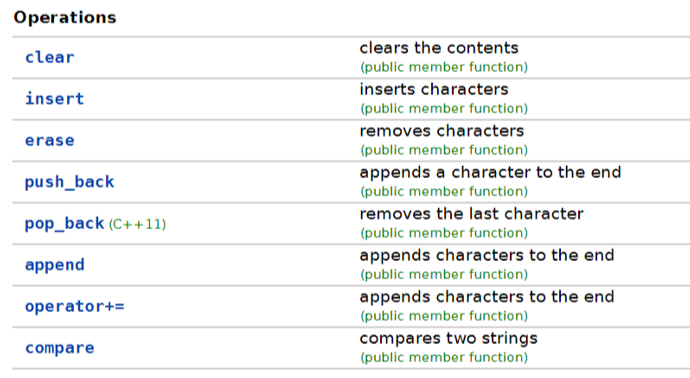 Operations
clear clears the contents
(public member function)
insert inserts characters
(public member function)
erase removes characters
(public member function)
push_back appends a character to the end
(public member function)
pop_back (C++11) removes the last character
(public member function)
append appends characters to the end
(public member function)
operator+= appends characters to the end
(public member function)
compare compares two strings
(public member function)